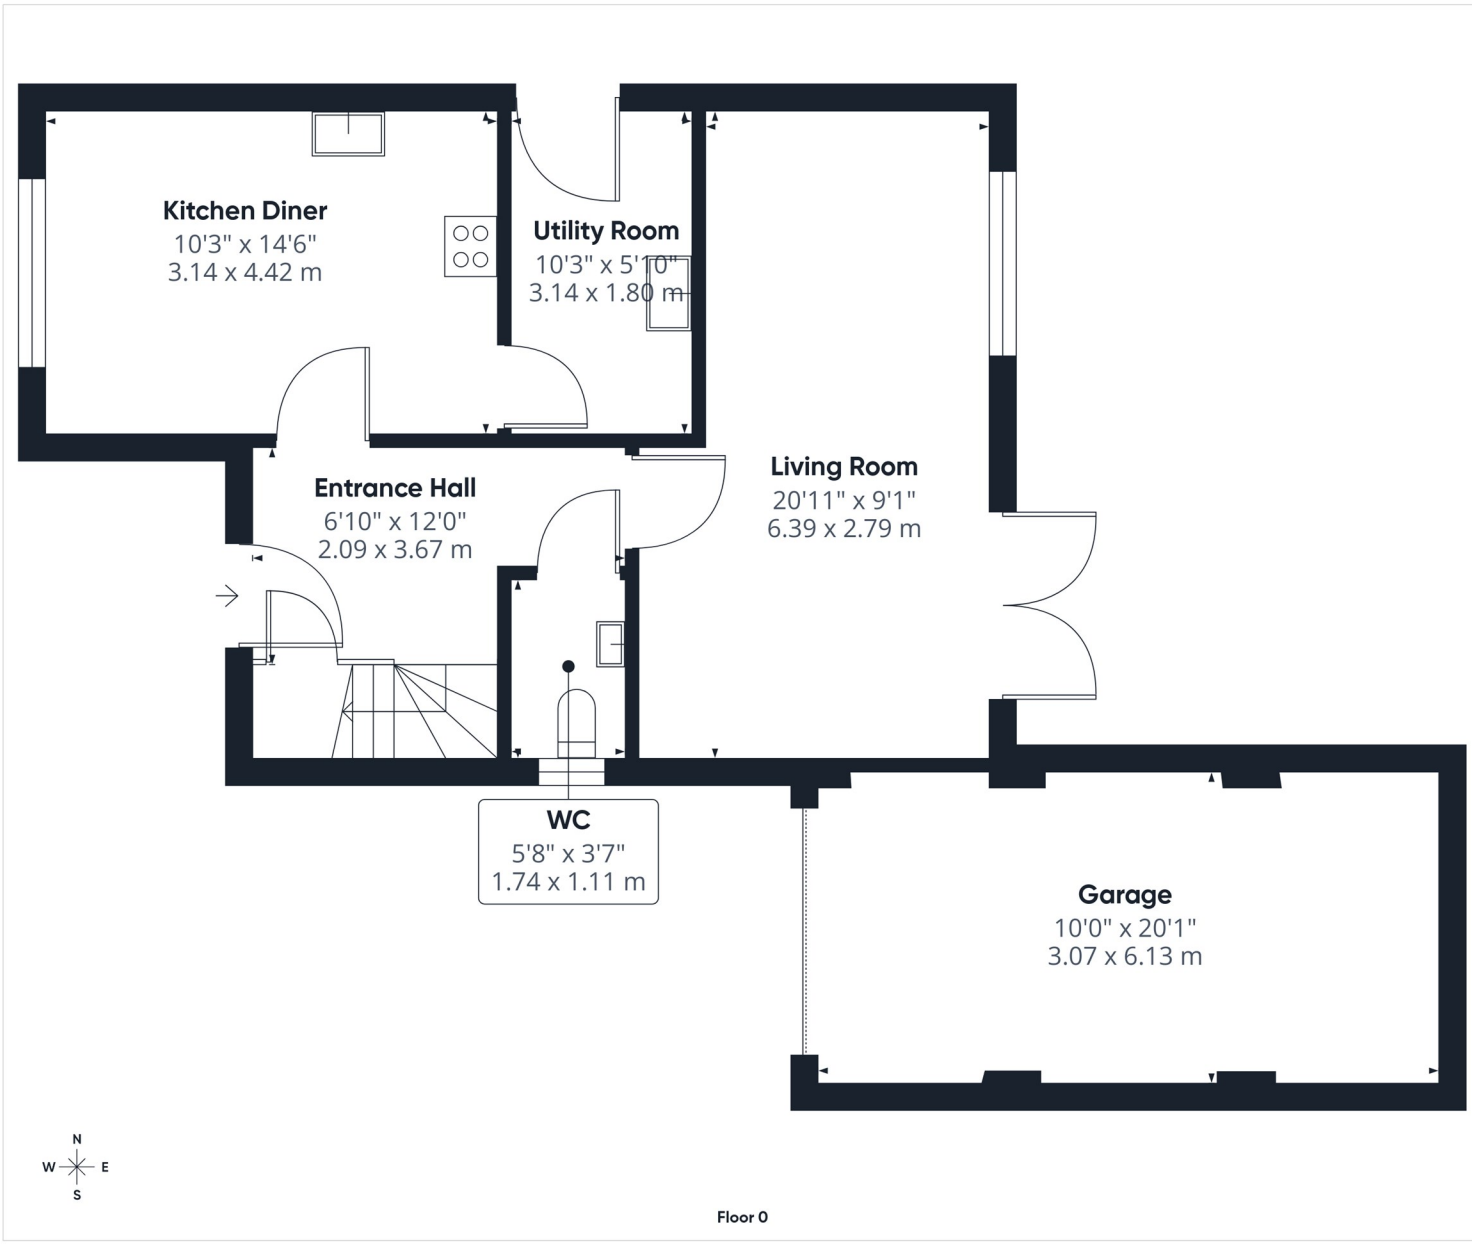 Kitchen Diner
10'3" x 14'6"
3.14 x 4.42 m
Utility Room
10'3" x 5'10"
3.14 x 1.80 m
Living Room
20'11" x 9'1"
6.39 x 2.79 m
Entrance Hall
6'10" x 12'0"
2.09 x 3.67 m
WC
5'8" x 3'7"
1.74 x 1.11 m
Garage
10'0" x 20'1"
3.07 x 6.13 m
N
W E
S
Floor 0